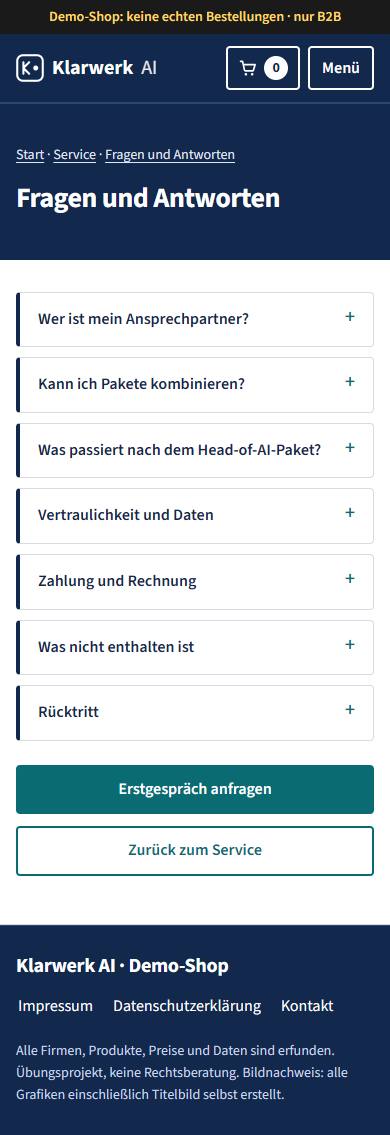 Demo-Shop: keine echten Bestellungen · nur B2B
Klarwerk AI
0
Menü
Start · Service · Fragen und Antworten
Fragen und Antworten
Wer ist mein Ansprechpartner? +
Kann ich Pakete kombinieren? +
Was passiert nach dem Head-of-AI-Paket? +
Vertraulichkeit und Daten +
Zahlung und Rechnung +
Was nicht enthalten ist +
Rücktritt +
Erstgespräch anfragen
Zurück zum Service
Klarwerk AI · Demo-Shop
Impressum Datenschutzerklärung Kontakt
Alle Firmen, Produkte, Preise und Daten sind erfunden.
Übungsprojekt, keine Rechtsberatung. Bildnachweis: alle
Grafiken einschließlich Titelbild selbst erstellt.